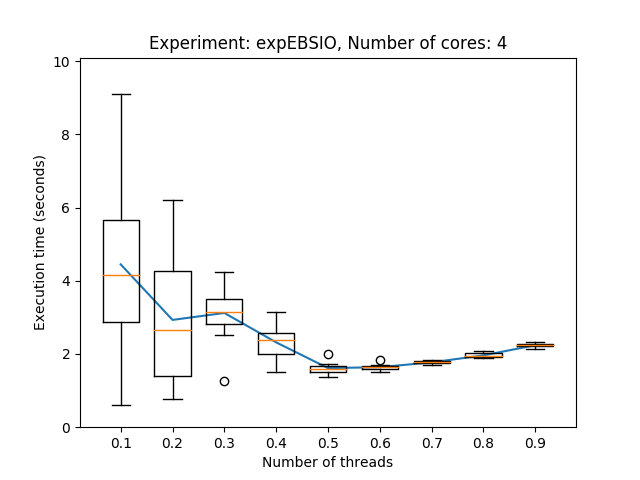 Experiment: expEBSIO, Number of cores: 4
Execution time (seconds)
10
8
6
4
2
0
0.1 0.2 0.3 0.4 0.5 0.6 0.7 0.8 0.9
Number of threads